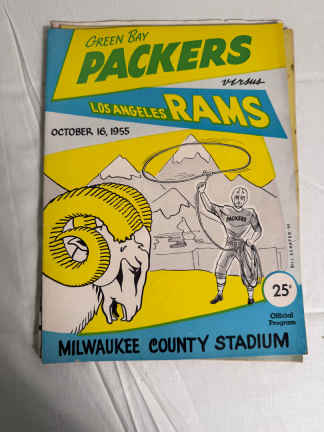 GREEN BAY
PACKERS
versus
LOS ANGELES RAMS
OCTOBER 16, 1955
PACKERS
25¢
Official
Program
MILWAUKEE COUNTY STADIUM